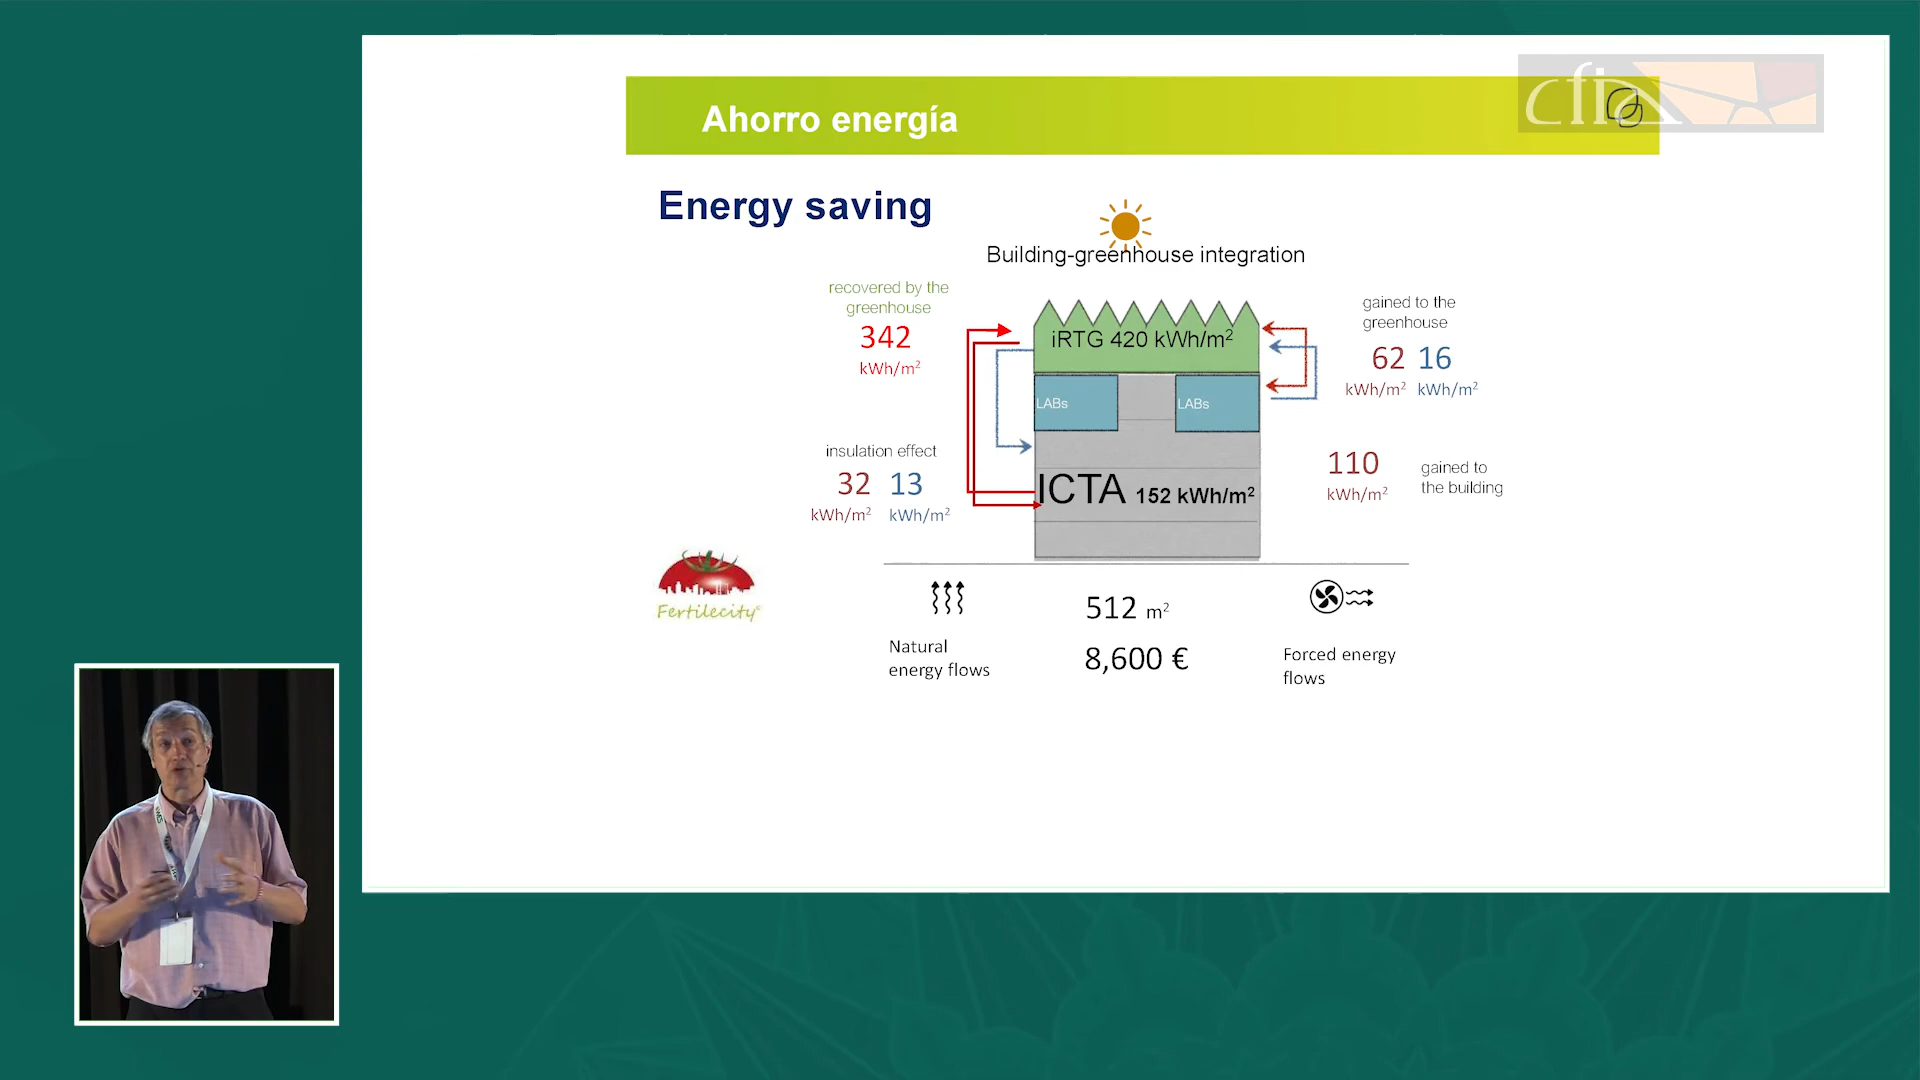 cfia
Ahorro energía
Energy saving
Building-greenhouse integration
recovered by the
greenhouse
342
kWh/m²
iRTG 420 kWh/m²
gained to the
greenhouse
62 16
kWh/m² kWh/m²
LABs
LABs
insulation effect
32 13
kWh/m² kWh/m²
ICTA 152 kWh/m²
110
kWh/m²
gained to
the building
Fertilecity
Natural
energy flows
512 m²
8,600 €
Forced energy
flows